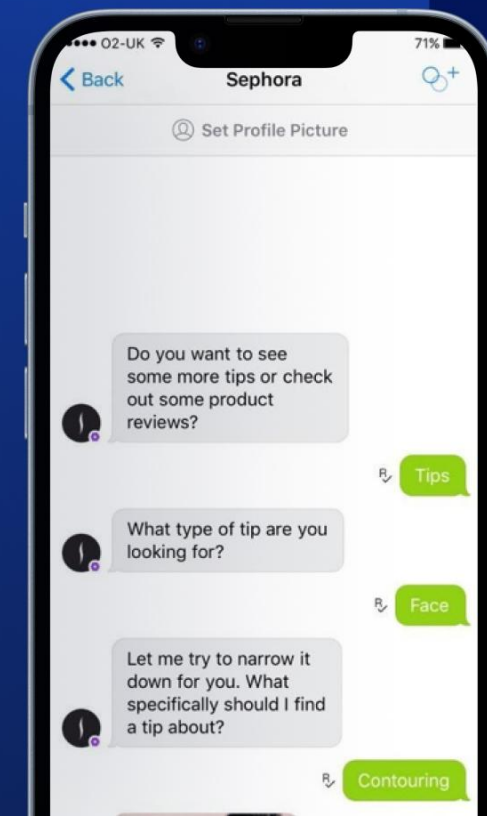 O2-UK 71%
Back Sephora
Set Profile Picture
Do you want to see
some more tips or check
out some product
reviews?
R Tips
What type of tip are you
looking for?
R Face
Let me try to narrow it
down for you. What
specifically should I find
a tip about?
R Contouring